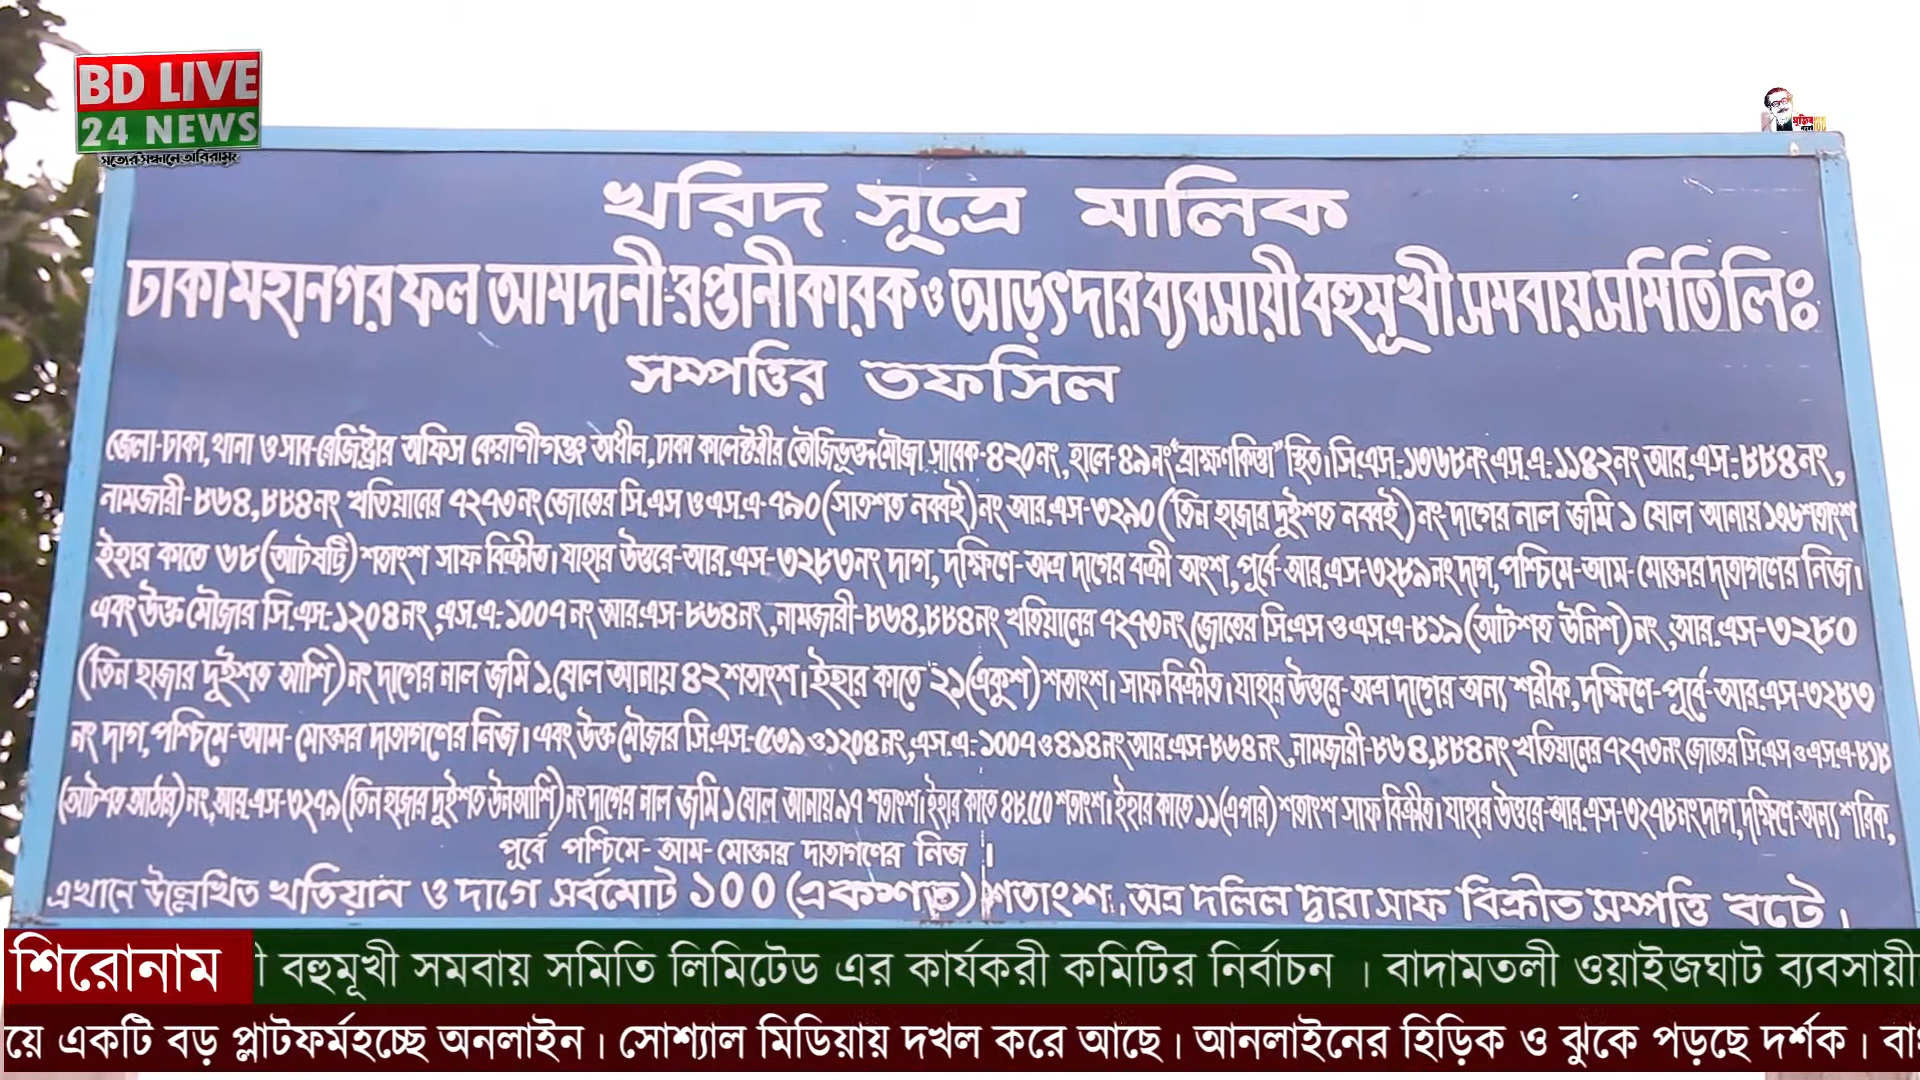 BD LIVE
24 NEWS
সত্যের সন্ধানে অবিরাম
খরিদ সূত্রে মালিক
ঢাকা মহানগর ফল আমদানী-রপ্তানীকারক ও আড়ৎদার ব্যবসায়ী বহুমূখী সমবায় সমিতি লিঃ
সম্পত্তির তফসিল
জেলা-ঢাকা, থানা ও সাব-রেজিষ্ট্রার অফিস কেরাণীগঞ্জ অধীন, ঢাকা কালেক্টরীর তৌজিভূক্ত মৌজা সাবেক-৪২০নং, হালে-৪৯নং "ব্রাহ্মণকিত্তা" স্থিত। সি.এস.-১৩৬৮নং এস.এ.-১১৪২নং আর.এস.-৮৮৪নং,
নামজারী-৮৬৪,৮৮৪নং খতিয়ানের ৭২৭৩নং জোতের সি.এস ও এস.এ-৭৯০ (সাতশত নব্বই) নং আর.এস-৩২৯০ (তিন হাজার দুইশত নব্বই) নং দাগের নাল জমি ১ ষোল আনায় ১৩৬ শতাংশ
ইহার কাতে ৬৮ (আটষট্টি) শতাংশ সাফ বিক্রীত। যাহার উত্তরে-আর.এস-৩২৮৩নং দাগ, দক্ষিণে-অত্র দাগের বক্রী অংশ, পূর্বে-আর.এস-৩২৮৯নং দাগ, পশ্চিমে-আম-মোক্তার দাতাগণের নিজ।
এবং উক্ত মৌজার সি.এস.-১২০৪নং, এস.এ.-১০০৭নং আর.এস-৮৬৪নং, নামজারী-৮৬৪,৮৮৪নং খতিয়ানের ৭২৭৩নং জোতের সি.এস ও এস.এ-৮১৯ (আটশত উনিশ) নং, আর.এস-৩২৮০
(তিন হাজার দুইশত আশি) নং দাগের নাল জমি ১ ষোল আনায় ৪২ শতাংশ। ইহার কাতে ২১ (একুশ) শতাংশ। সাফ বিক্রীত। যাহার উত্তরে-অত্র দাগের অন্য শরীক, দক্ষিণে-পূর্বে-আর.এস-৩২৮৩
নং দাগ, পশ্চিমে-আম-মোক্তার দাতাগণের নিজ। এবং উক্ত মৌজার সি.এস.-৫৩৯ ও ১২০৪নং, এস.এ.-১০০৭ ও ৪১৪নং আর.এস-৮৬৪নং, নামজারী-৮৬৪,৮৮৪নং খতিয়ানের ৭২৭৩নং জোতের সি.এস ও এস.এ-৮১৮
(আটশত আঠার) নং, আর.এস-৩২৭৯ (তিন হাজার দুইশত উনআশি) নং দাগের নাল জমি ১ ষোল আনায় ৯৭ শতাংশ। ইহার কাতে ৪৮.৫০ শতাংশ। ইহার কাতে ১১ (এগার) শতাংশ সাফ বিক্রীত। যাহার উত্তরে-আর.এস-৩২৭৮নং দাগ, দক্ষিণে-অন্য শরিক,
পূর্বে পশ্চিমে-আম-মোক্তার দাতাগণের নিজ।
এখানে উল্লেখিত খতিয়ান ও দাগে সর্বমোট ১০০ (একশত) শতাংশ, অত্র দলিল দ্বারা সাফ বিক্রীত সম্পত্তি বটে।
শিরোনাম
ী বহুমূখী সমবায় সমিতি লিমিটেড এর কার্যকরী কমিটির নির্বাচন । বাদামতলী ওয়াইজঘাট ব্যবসায়ী
য়ে একটি বড় প্লাটফর্মহচ্ছে অনলাইন। সোশ্যাল মিডিয়ায় দখল করে আছে। আনলাইনের হিড়িক ও ঝুকে পড়ছে দর্শক। বা